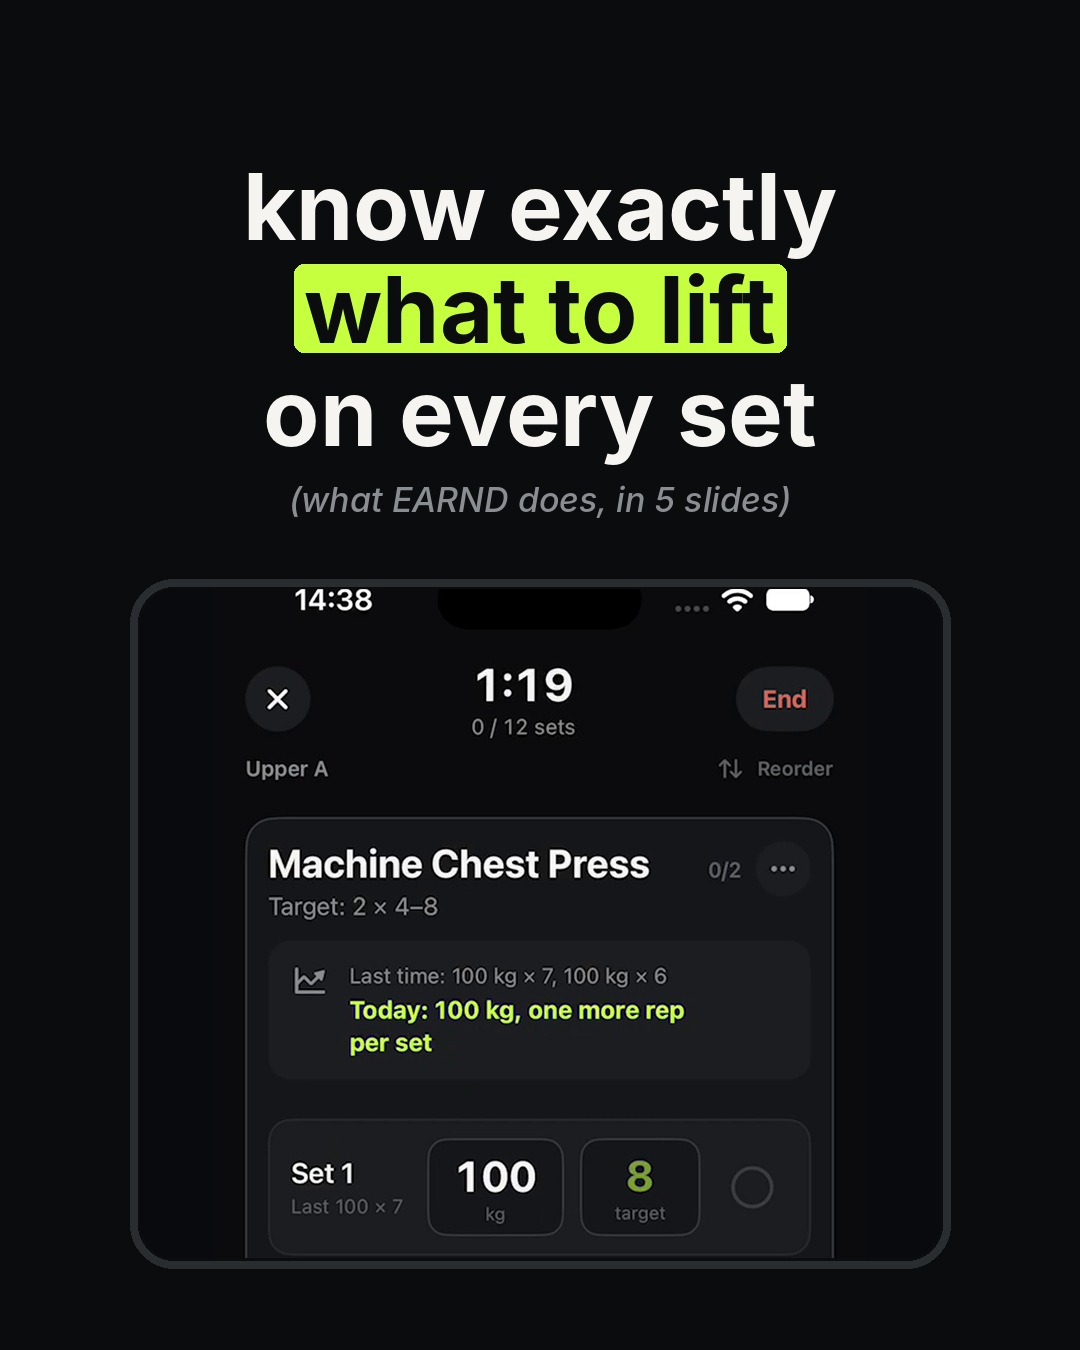 know exactly
what to lift
on every set
(what EARND does, in 5 slides)
14:38
1:19
0 / 12 sets
End
Upper A
Reorder
Machine Chest Press
0/2
Target: 2 × 4–8
Last time: 100 kg × 7, 100 kg × 6
Today: 100 kg, one more rep
per set
Set 1
Last 100 × 7
100
kg
8
target